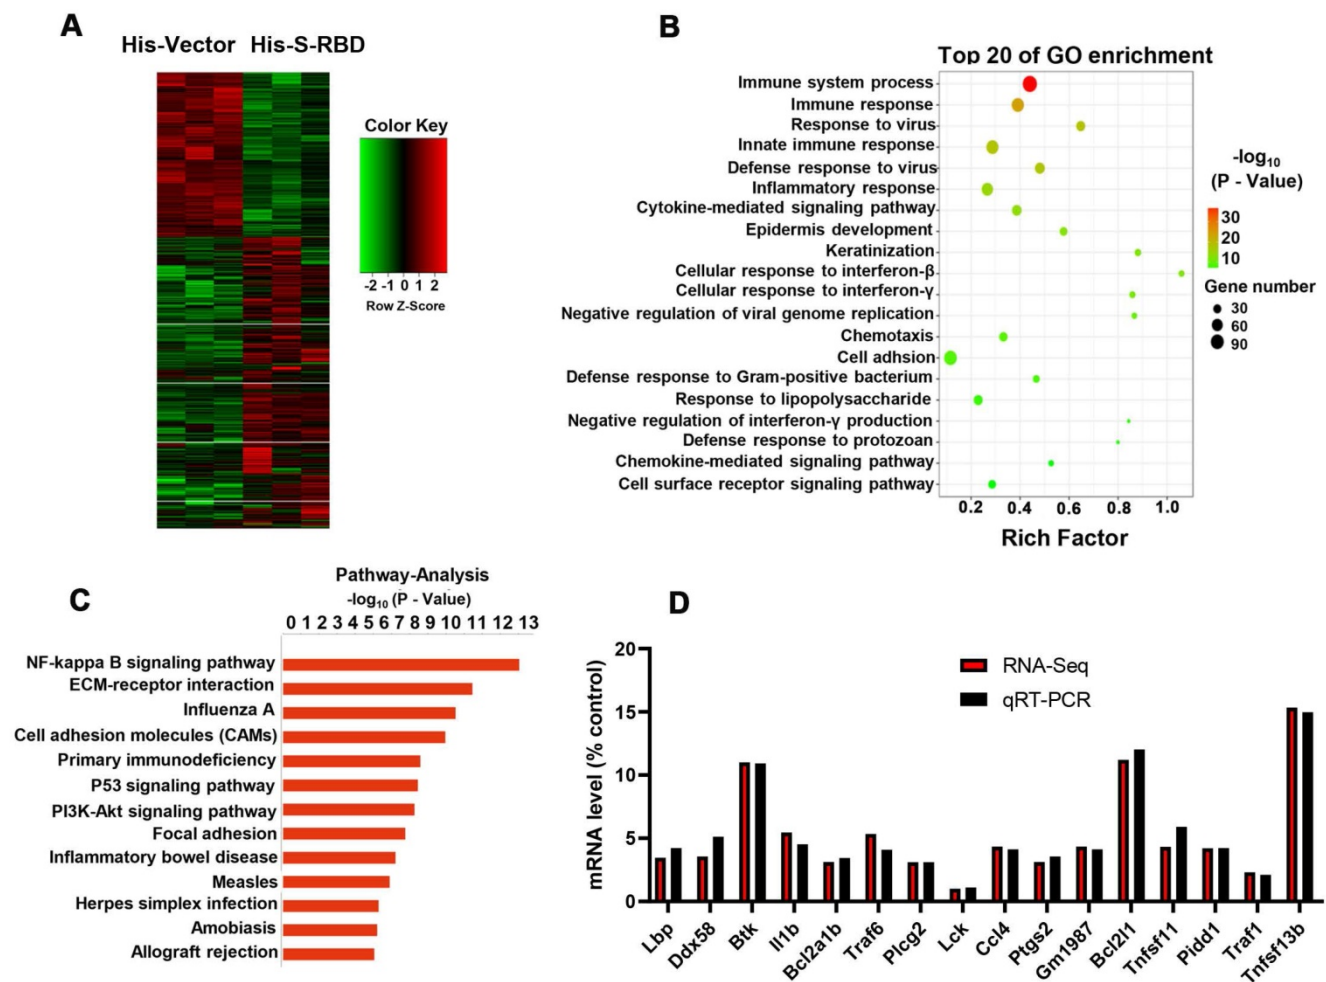 A
His-Vector His-S-RBD
Color Key
-2 -1 0 1 2
Row Z-Score
B
Top 20 of GO enrichment
Immune system process
Immune response
Response to virus
Innate immune response
Defense response to virus
Inflammatory response
Cytokine-mediated signaling pathway
Epidermis development
Keratinization
Cellular response to interferon-β
Cellular response to interferon-γ
Negative regulation of viral genome replication
Chemotaxis
Cell adhsion
Defense response to Gram-positive bacterium
Response to lipopolysaccharide
Negative regulation of interferon-γ production
Defense response to protozoan
Chemokine-mediated signaling pathway
Cell surface receptor signaling pathway
0.2 0.4 0.6 0.8 1.0
Rich Factor
-log10
(P - Value)
30
20
10
Gene number
30
60
90
C
Pathway-Analysis
-log10 (P - Value)
0 1 2 3 4 5 6 7 8 9 10 11 12 13
NF-kappa B signaling pathway
ECM-receptor interaction
Influenza A
Cell adhesion molecules (CAMs)
Primary immunodeficiency
P53 signaling pathway
PI3K-Akt signaling pathway
Focal adhesion
Inflammatory bowel disease
Measles
Herpes simplex infection
Amobiasis
Allograft rejection
D
mRNA level (% control)
20
15
10
5
0
RNA-Seq
qRT-PCR
Lbp
Ddx58
Btk
Il1b
Bcl2a1b
Traf6
Plcg2
Lck
Ccl4
Ptgs2
Gm1987
Bcl2l1
Tnfsf11
Pidd1
Traf1
Tnfsf13b